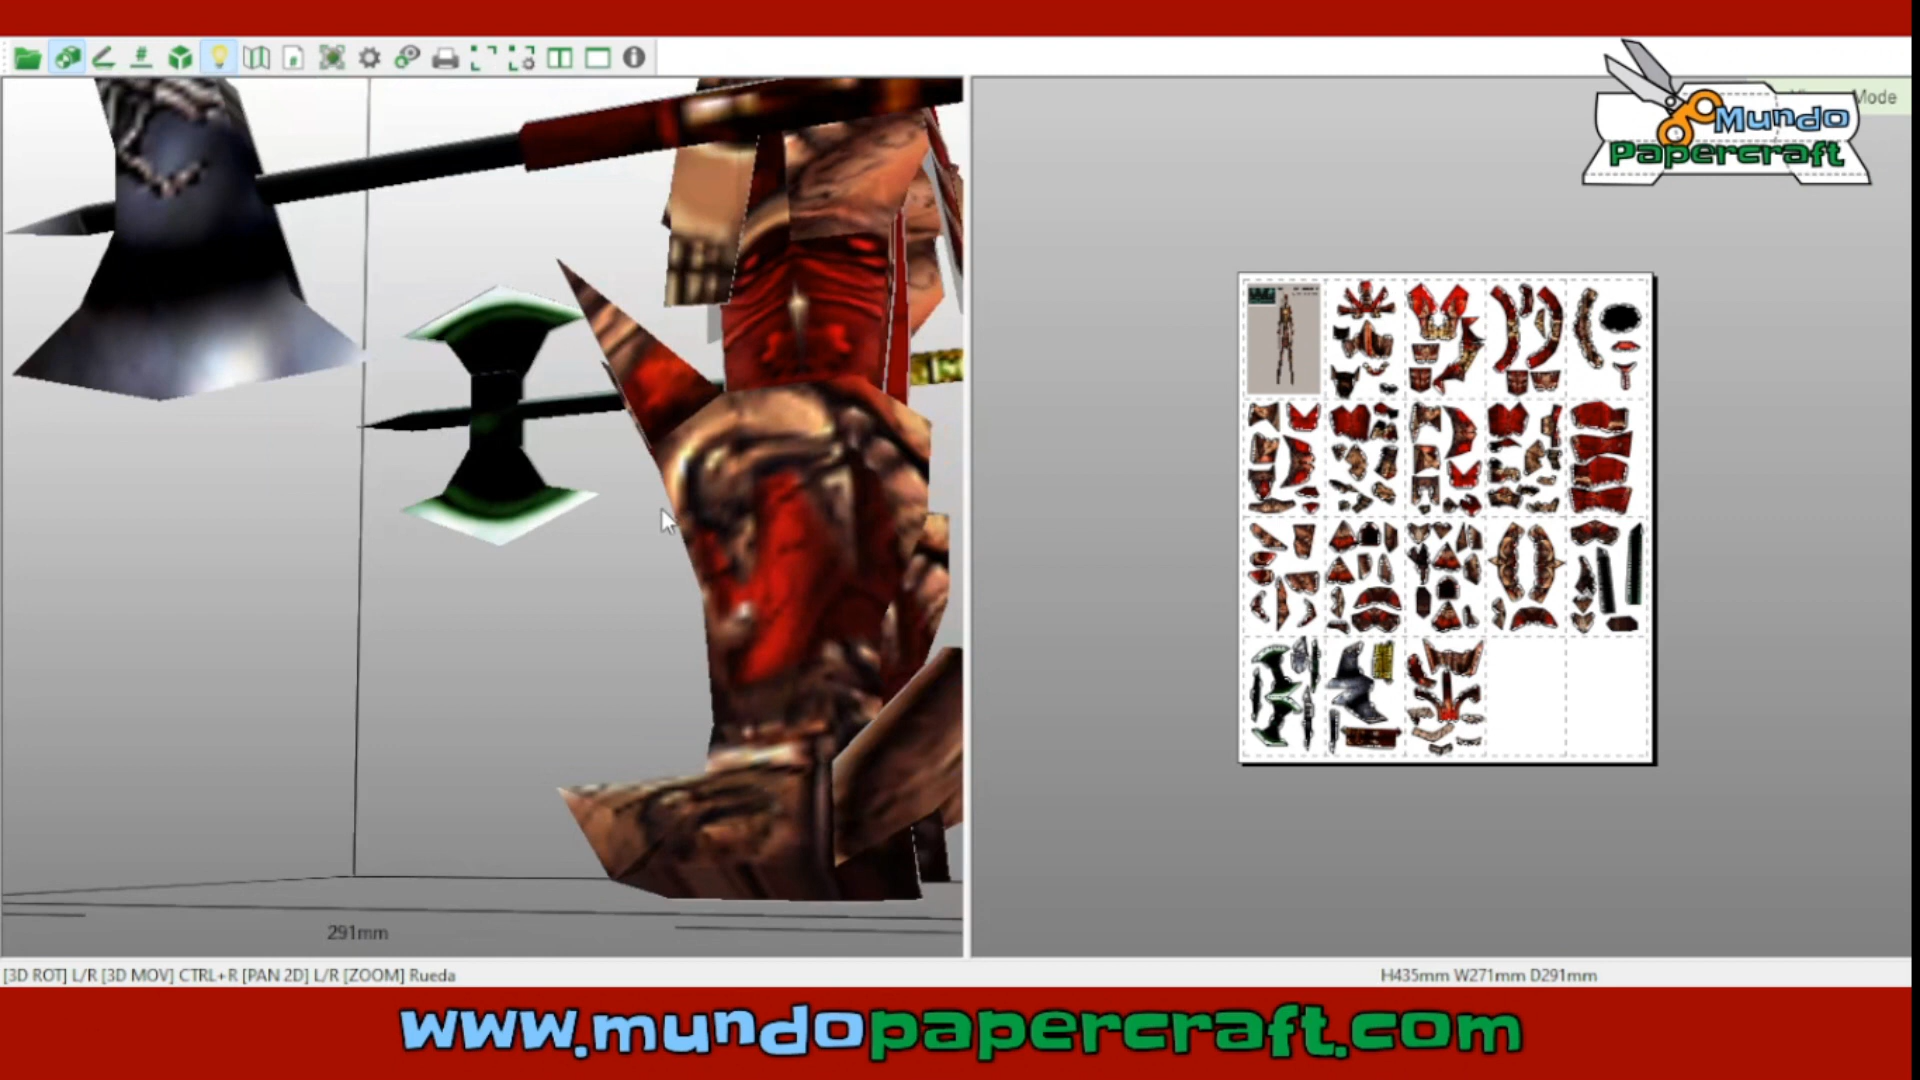 Mode
Mundo
Papercraft
291mm
[3D ROT] L/R [3D MOV] CTRL+R [PAN 2D] L/R [ZOOM] Rueda
H435mm W271mm D291mm
www.mundopapercraft.com